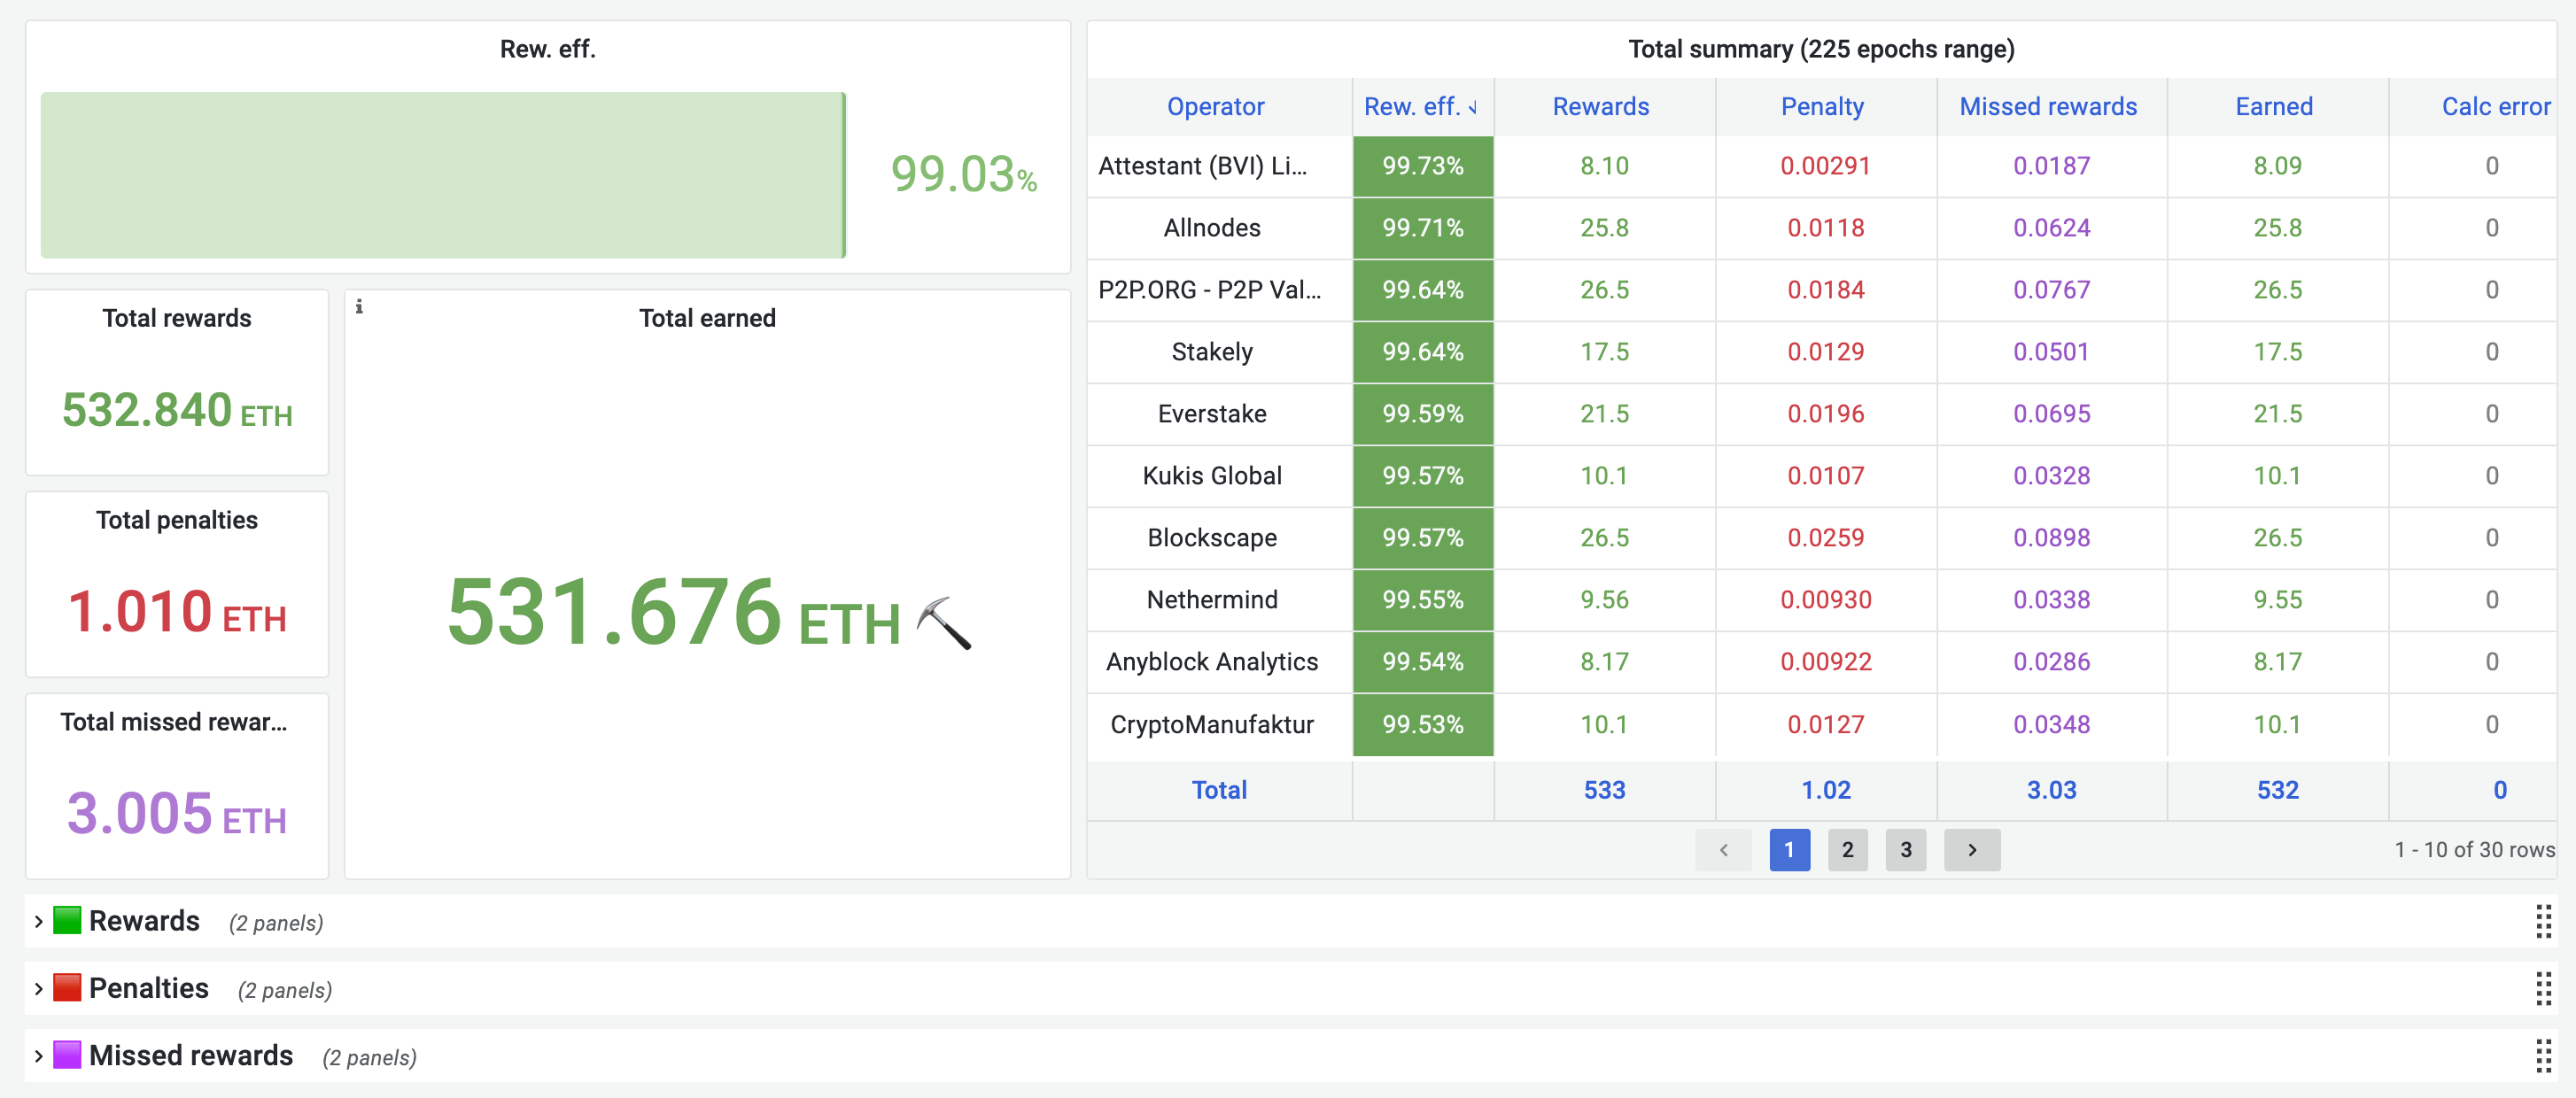 Rew. eff.
99.03%
Total rewards
532.840 ETH
Total penalties
1.010 ETH
Total missed rewar...
3.005 ETH
i
Total earned
531.676 ETH
Total summary (225 epochs range)
Operator Rew. eff. Rewards Penalty Missed rewards Earned Calc error
Attestant (BVI) Li... 99.73% 8.10 0.00291 0.0187 8.09 0
Allnodes 99.71% 25.8 0.0118 0.0624 25.8 0
P2P.ORG - P2P Val... 99.64% 26.5 0.0184 0.0767 26.5 0
Stakely 99.64% 17.5 0.0129 0.0501 17.5 0
Everstake 99.59% 21.5 0.0196 0.0695 21.5 0
Kukis Global 99.57% 10.1 0.0107 0.0328 10.1 0
Blockscape 99.57% 26.5 0.0259 0.0898 26.5 0
Nethermind 99.55% 9.56 0.00930 0.0338 9.55 0
Anyblock Analytics 99.54% 8.17 0.00922 0.0286 8.17 0
CryptoManufaktur 99.53% 10.1 0.0127 0.0348 10.1 0
Total 533 1.02 3.03 532 0
1 2 3
1 - 10 of 30 rows
Rewards (2 panels)
Penalties (2 panels)
Missed rewards (2 panels)